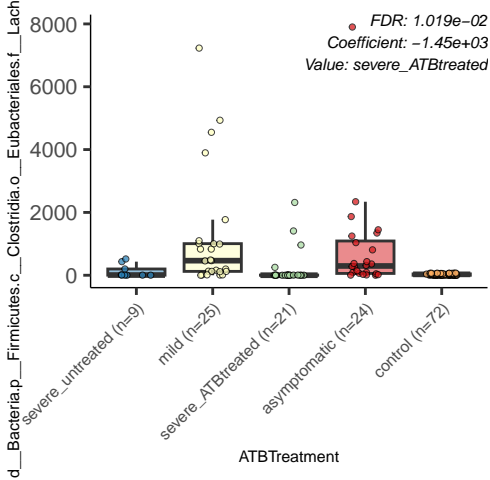 FDR: 1.019e−02
Coefficient: −1.45e+03
Value: severe_ATBtreated
d__Bacteria.p__Firmicutes.c__Clostridia.o__Eubacteriales.f__Lach
8000
6000
4000
2000
0
severe_untreated (n=9)
mild (n=25)
severe_ATBtreated (n=21)
asymptomatic (n=24)
control (n=72)
ATBTreatment